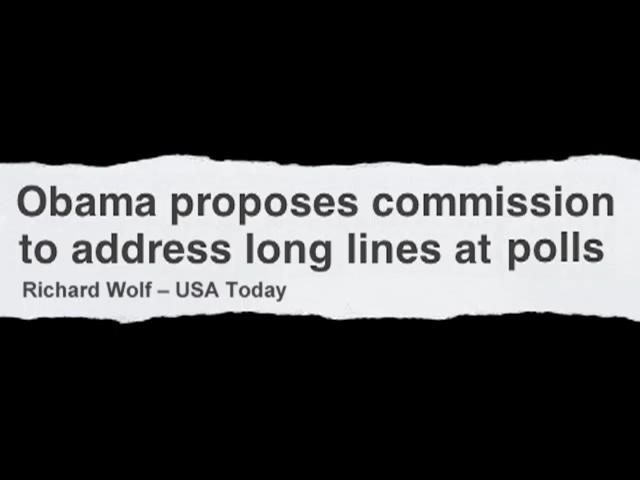 Obama proposes commission
to address long lines at polls
Richard Wolf – USA Today